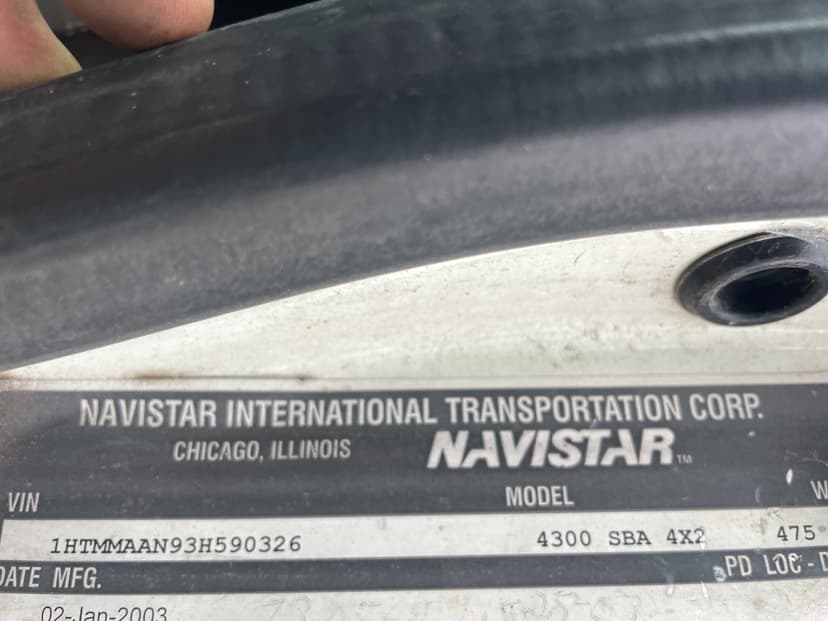 NAVISTAR INTERNATIONAL TRANSPORTATION CORP.
CHICAGO, ILLINOIS NAVISTAR™
VIN MODEL W
1HTMMAAN93H590326 4300 SBA 4X2 475
DATE MFG. PD LOC - D
02-Jan-2003